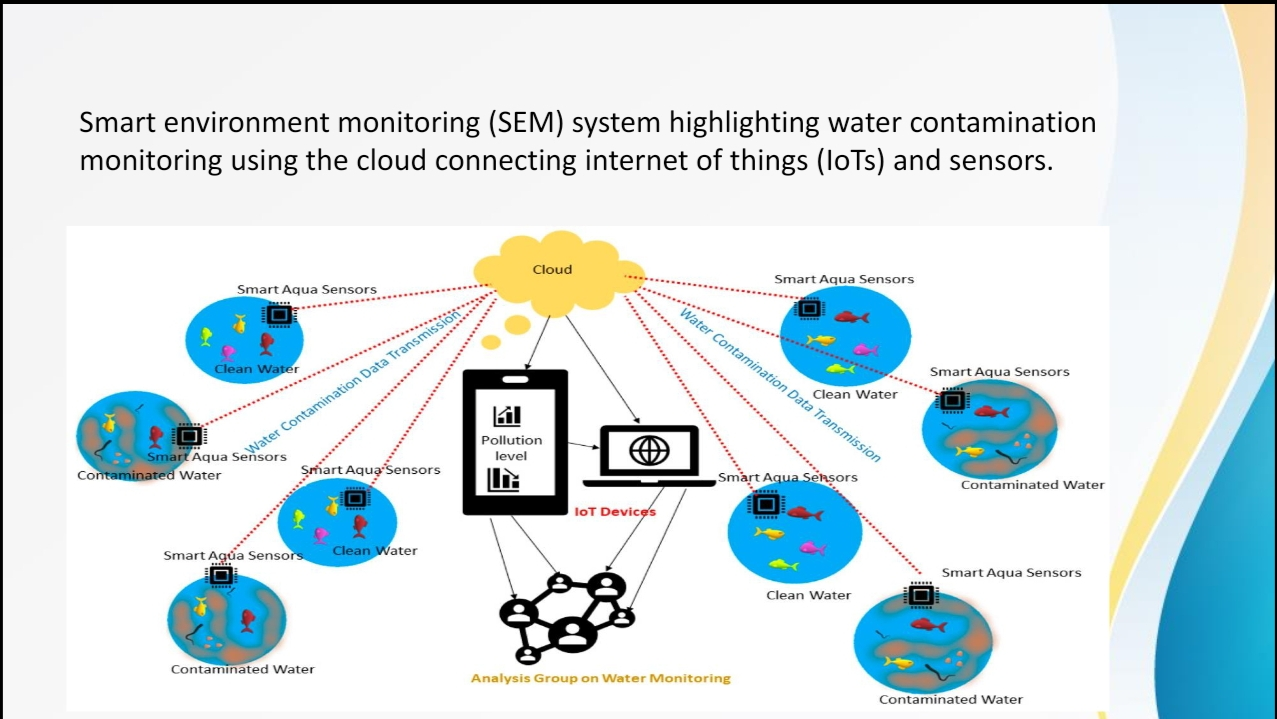 Smart environment monitoring (SEM) system highlighting water contamination
monitoring using the cloud connecting internet of things (IoTs) and sensors.
Cloud
Smart Aqua Sensors
Clean Water
Smart Aqua Sensors
Contaminated Water
Smart Aqua Sensors
Clean Water
Smart Aqua Sensors
Contaminated Water
Water Contamination Data Transmission
Pollution
level
IoT Devices
Analysis Group on Water Monitoring
Water Contamination Data Transmission
Smart Aqua Sensors
Clean Water
Smart Aqua Sensors
Contaminated Water
Smart Aqua Sensors
Clean Water
Smart Aqua Sensors
Contaminated Water